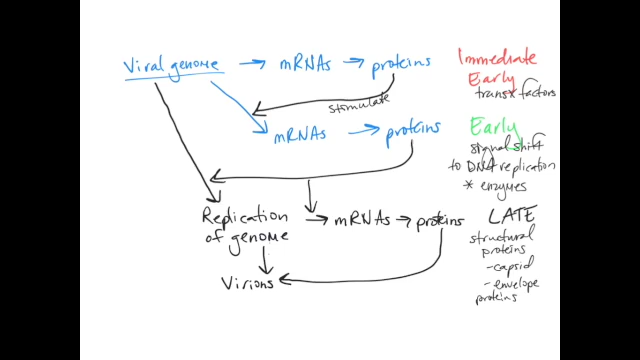 Viral genome → mRNAs → proteins
Immediate
Early
transx factors
stimulate
mRNAs → proteins
Early
signal shift
to DNA replication
* enzymes
Replication
of genome
→ mRNAs → proteins
LATE
structural
proteins
- capsid
- envelope
proteins
Virions